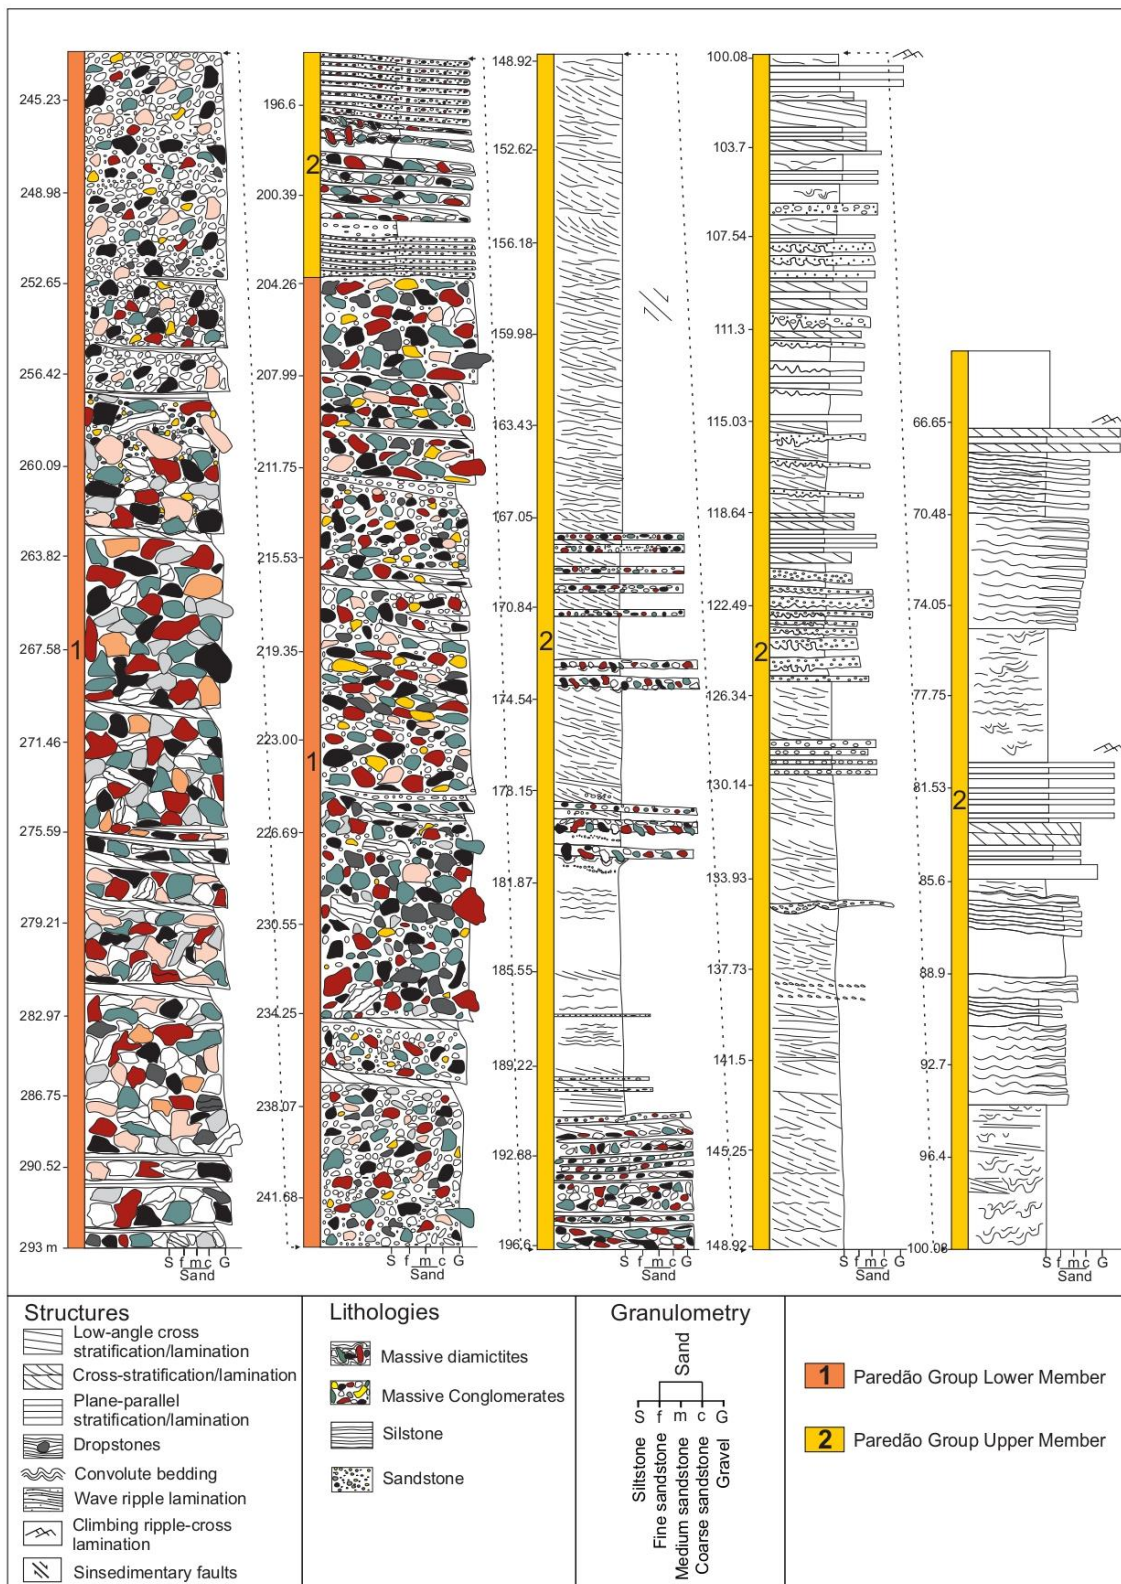 245.23
248.98
252.65
256.42
260.09
263.82
1
267.58
271.46
275.59
279.21
282.97
286.75
290.52
293 m
S f m c G
Sand
196.6
2
200.39
204.26
207.99
211.75
215.53
219.35
223.00
1
226.69
230.55
234.25
238.07
241.68
S f m c G
Sand
148.92
152.62
156.18
159.98
163.43
167.05
170.84
2
174.54
178.15
181.87
185.55
189.22
192.88
196.6
S f m c G
Sand
100.08
103.7
107.54
111.3
115.03
118.64
122.49
2
126.34
130.14
133.93
137.73
141.5
145.25
148.92
S f m c G
Sand
66.65
70.48
74.05
77.75
81.53
2
85.6
88.9
92.7
96.4
100.08
S f m c G
Sand
Structures
Low-angle cross
stratification/lamination
Cross-stratification/lamination
Plane-parallel
stratification/lamination
Dropstones
Convolute bedding
Wave ripple lamination
Climbing ripple-cross
lamination
Sinsedimentary faults
Lithologies
Massive diamictites
Massive Conglomerates
Silstone
Sandstone
Granulometry
Sand
S f m c G
Siltstone
Fine sandstone
Medium sandstone
Coarse sandstone
Gravel
1 Paredão Group Lower Member
2 Paredão Group Upper Member